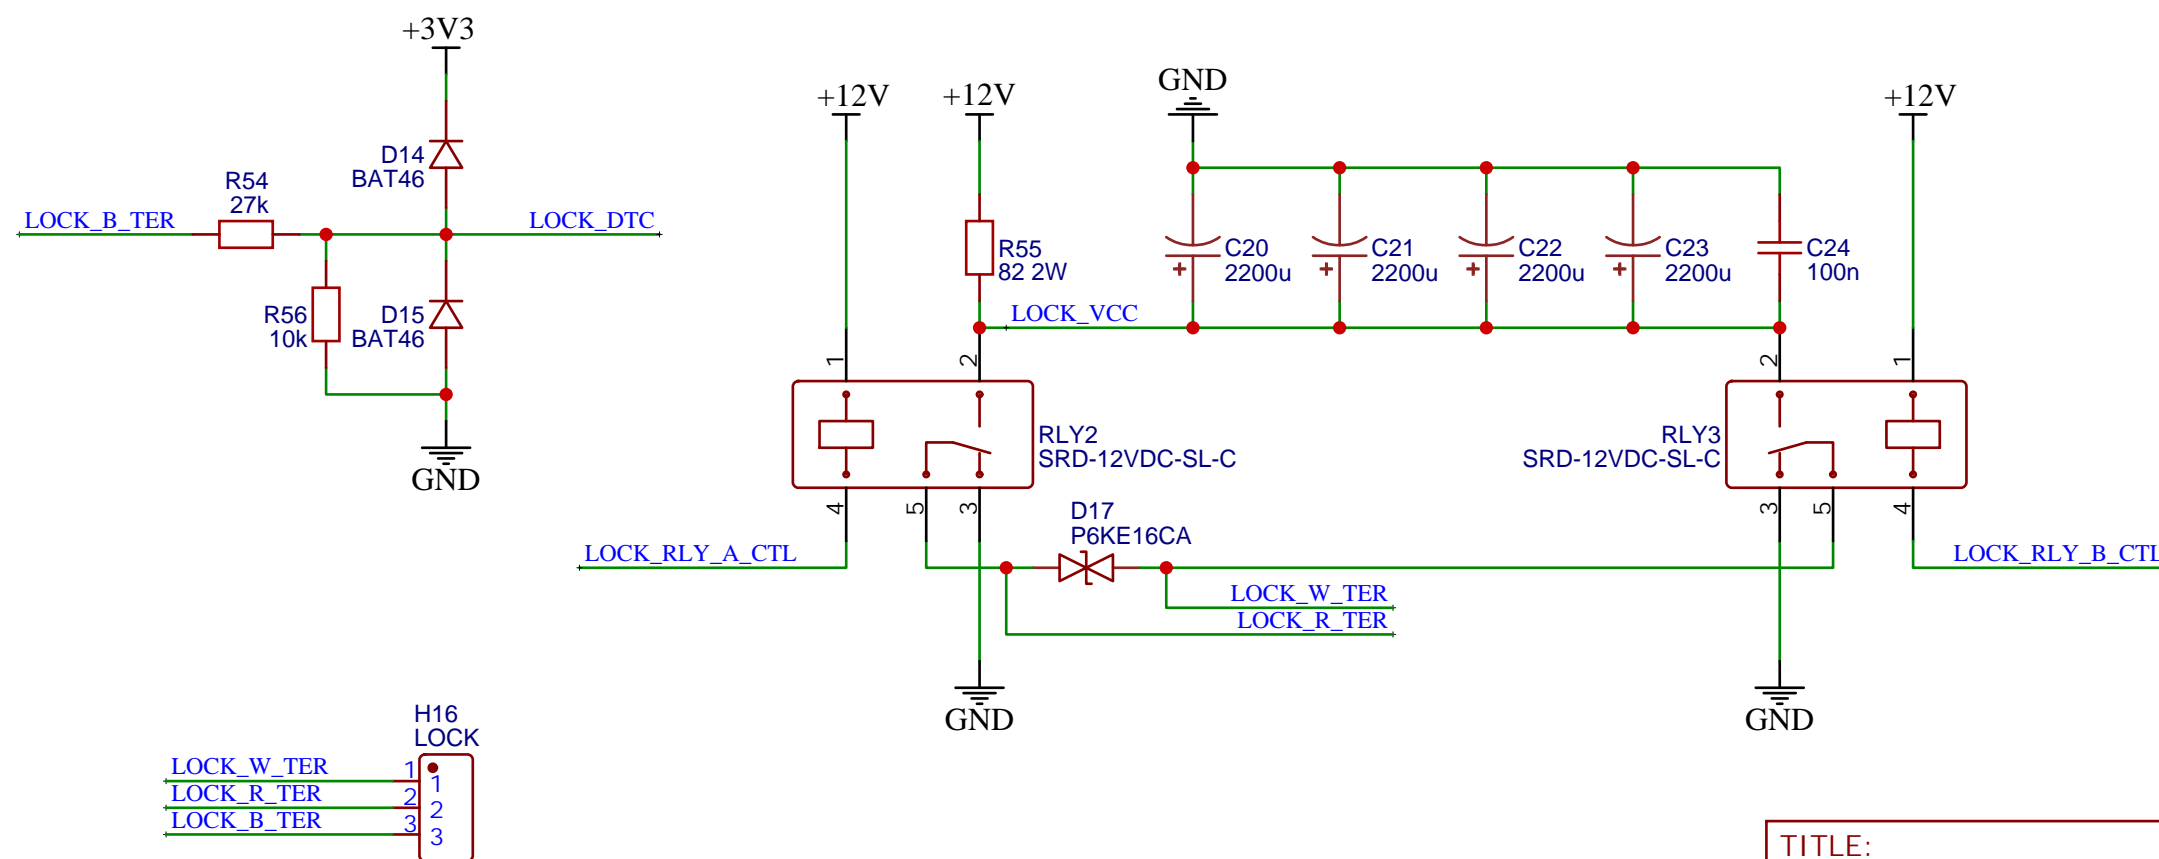 +3V3
D14
BAT46
R54
27k
LOCK_B_TER
LOCK_DTC
R56
10k
D15
BAT46
GND
+12V
+12V
GND
+12V
R55
82 2W
C20
2200u
C21
2200u
C22
2200u
C23
2200u
C24
100n
LOCK_VCC
1
2
2
1
RLY2
SRD-12VDC-SL-C
RLY3
SRD-12VDC-SL-C
4
5
3
3
5
4
D17
P6KE16CA
LOCK_RLY_A_CTL
LOCK_RLY_B_CTL
LOCK_W_TER
LOCK_R_TER
GND
GND
H16
LOCK
LOCK_W_TER 1 1
LOCK_R_TER 2 2
LOCK_B_TER 3 3
TITLE: